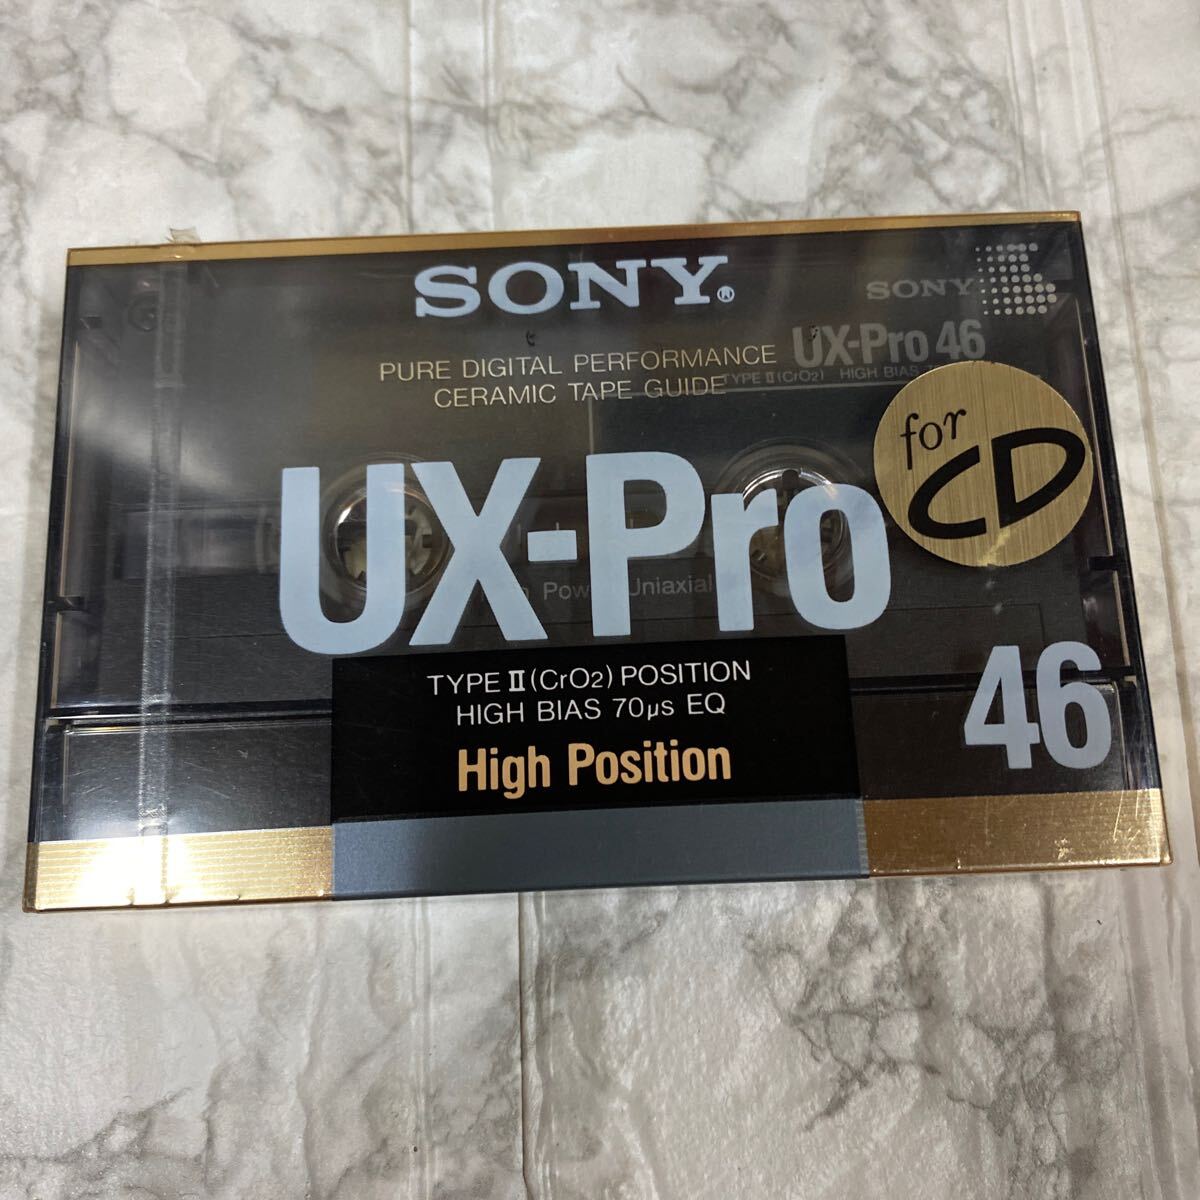 SONY®
SONY
PURE DIGITAL PERFORMANCE
UX-Pro 46
CERAMIC TAPE GUIDE
TYPE II (CrO2) HIGH BIAS
for
CD
UX-Pro
Uniaxial
46
TYPE II (CrO2) POSITION
HIGH BIAS 70µs EQ
High Position